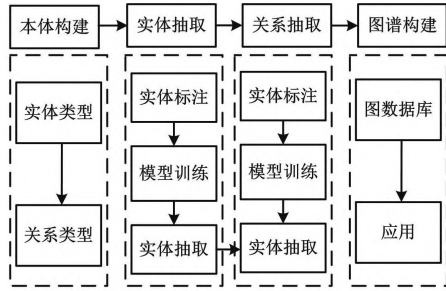 本体构建
实体抽取
关系抽取
图谱构建
实体类型
关系类型
实体标注
模型训练
实体抽取
实体标注
模型训练
实体抽取
图数据库
应用